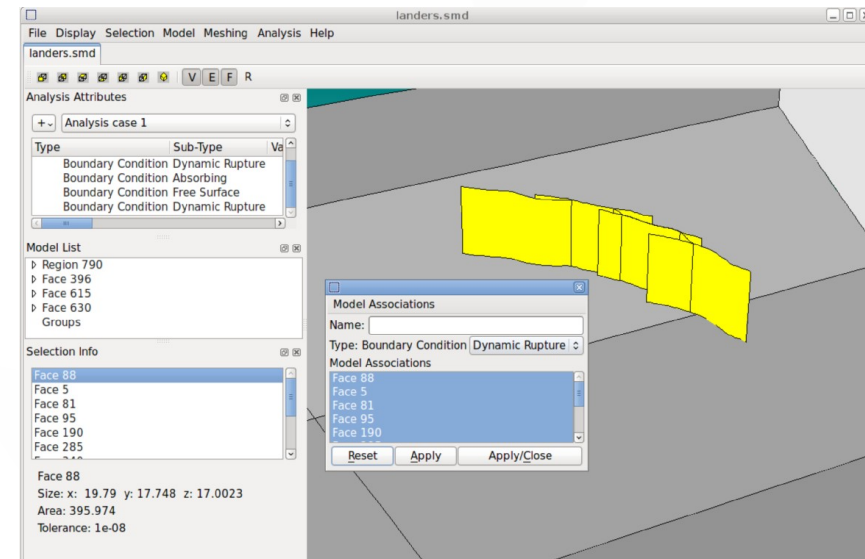 landers.smd
File Display Selection Model Meshing Analysis Help
landers.smd
V E F R
Analysis Attributes
+ Analysis case 1
Type Sub-Type Va
Boundary Condition Dynamic Rupture
Boundary Condition Absorbing
Boundary Condition Free Surface
Boundary Condition Dynamic Rupture
Model List
Region 790
Face 396
Face 615
Face 630
Groups
Selection Info
Face 88
Face 5
Face 81
Face 95
Face 190
Face 285
Face 88
Size: x: 19.79 y: 17.748 z: 17.0023
Area: 395.974
Tolerance: 1e-08
Model Associations
Name:
Type: Boundary Condition Dynamic Rupture
Model Associations
Face 88
Face 5
Face 81
Face 95
Face 190
Reset Apply Apply/Close